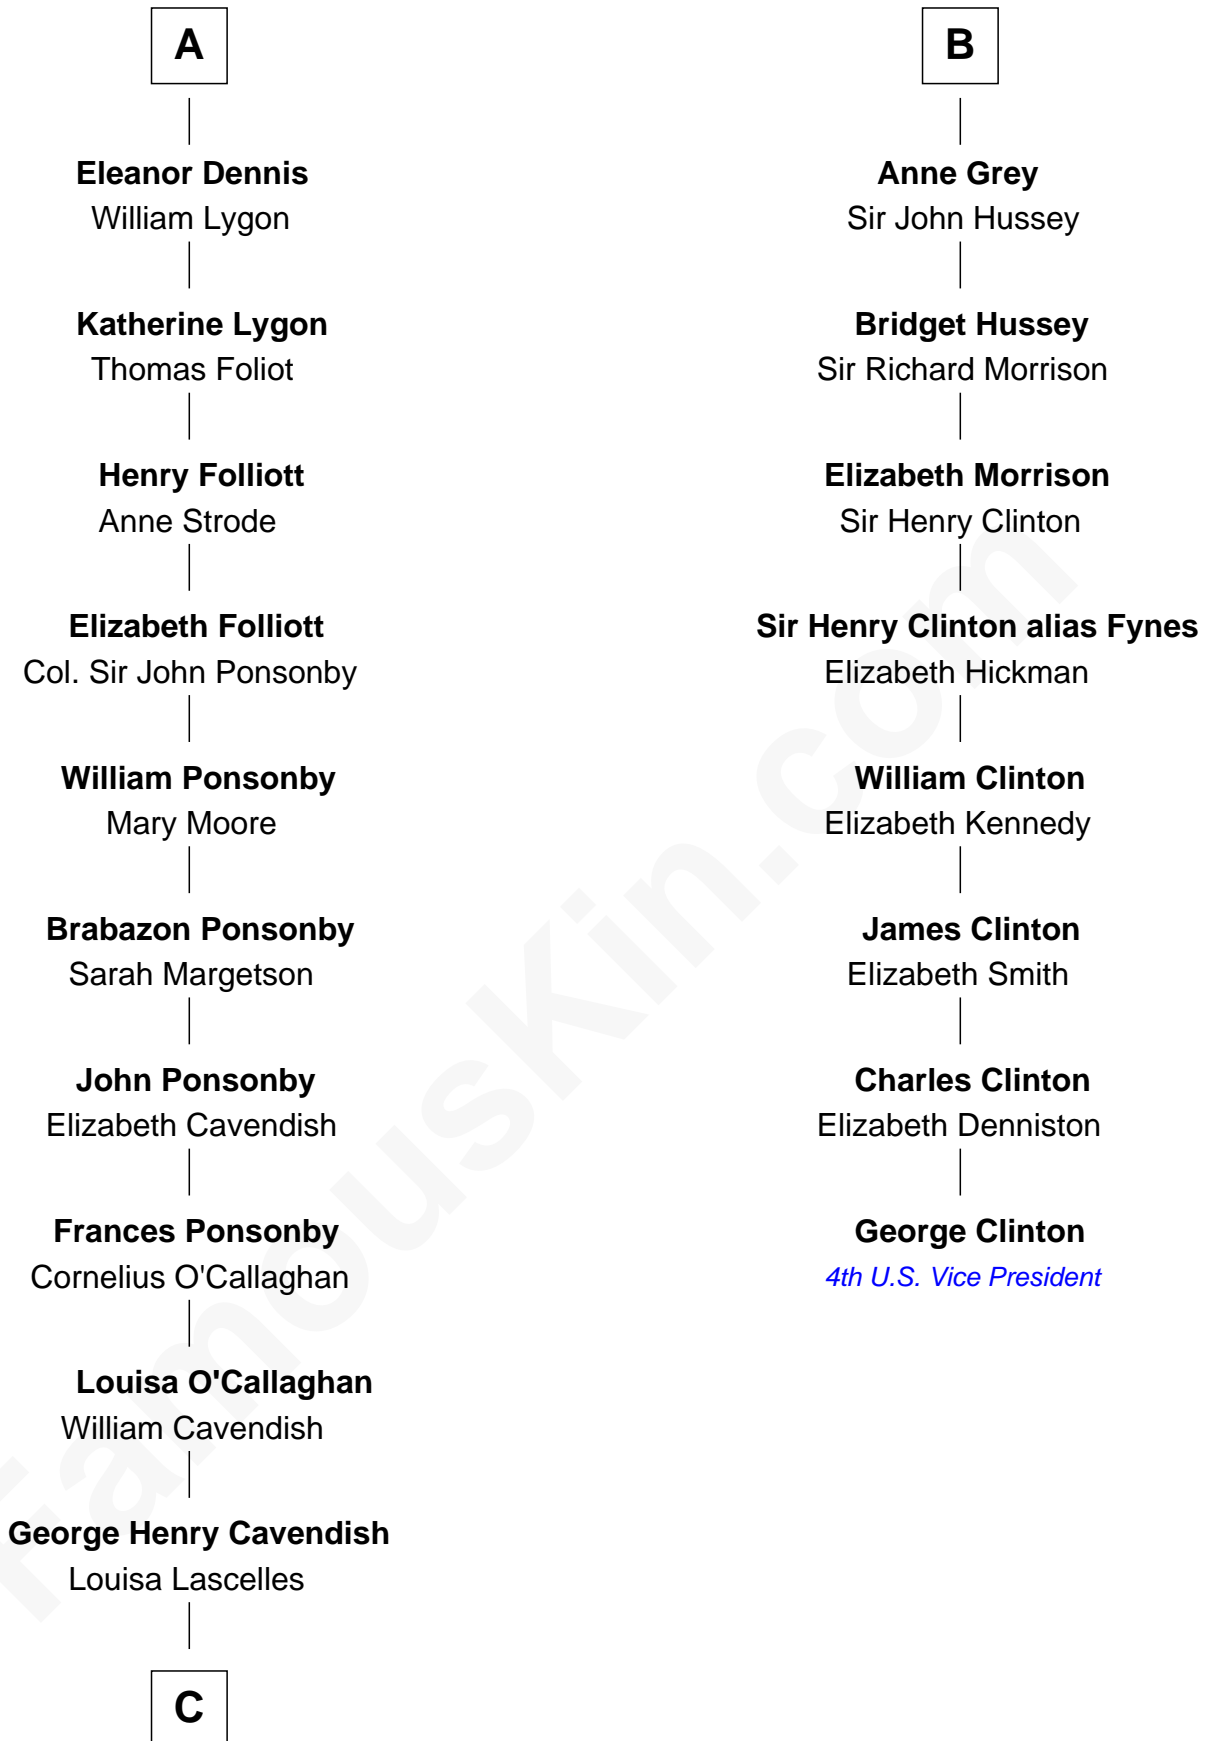 A
Eleanor Dennis
William Lygon
Katherine Lygon
Thomas Foliot
Henry Folliott
Anne Strode
Elizabeth Folliott
Col. Sir John Ponsonby
William Ponsonby
Mary Moore
Brabazon Ponsonby
Sarah Margetson
John Ponsonby
Elizabeth Cavendish
Frances Ponsonby
Cornelius O'Callaghan
Louisa O'Callaghan
William Cavendish
George Henry Cavendish
Louisa Lascelles
C
B
Anne Grey
Sir John Hussey
Bridget Hussey
Sir Richard Morrison
Elizabeth Morrison
Sir Henry Clinton
Sir Henry Clinton alias Fynes
Elizabeth Hickman
William Clinton
Elizabeth Kennedy
James Clinton
Elizabeth Smith
Charles Clinton
Elizabeth Denniston
George Clinton
4th U.S. Vice President
FamousKin.com